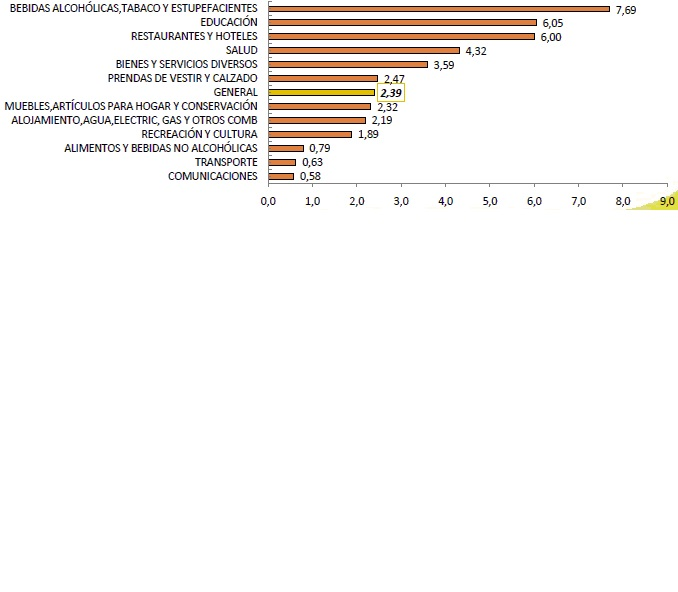 BEBIDAS ALCOHÓLICAS,TABACO Y ESTUPEFACIENTES 7,69
EDUCACIÓN 6,05
RESTAURANTES Y HOTELES 6,00
SALUD 4,32
BIENES Y SERVICIOS DIVERSOS 3,59
PRENDAS DE VESTIR Y CALZADO 2,47
GENERAL 2,39
MUEBLES,ARTÍCULOS PARA HOGAR Y CONSERVACIÓN 2,32
ALOJAMIENTO,AGUA,ELECTRIC, GAS Y OTROS COMB 2,19
RECREACIÓN Y CULTURA 1,89
ALIMENTOS Y BEBIDAS NO ALCOHÓLICAS 0,79
TRANSPORTE 0,63
COMUNICACIONES 0,58
0,0 1,0 2,0 3,0 4,0 5,0 6,0 7,0 8,0 9,0